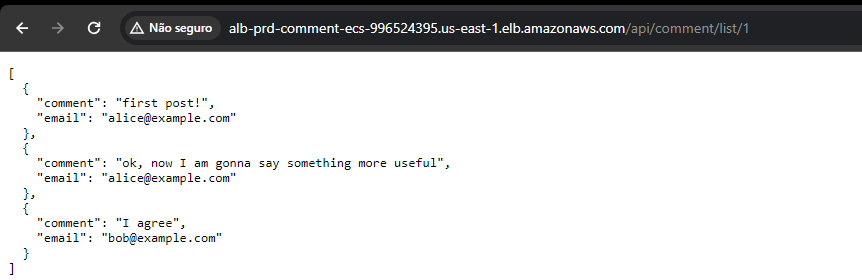 Não seguro alb-prd-comment-ecs-996524395.us-east-1.elb.amazonaws.com/api/comment/list/1
[
  {
    "comment": "first post!",
    "email": "alice@example.com"
  },
  {
    "comment": "ok, now I am gonna say something more useful",
    "email": "alice@example.com"
  },
  {
    "comment": "I agree",
    "email": "bob@example.com"
  }
]